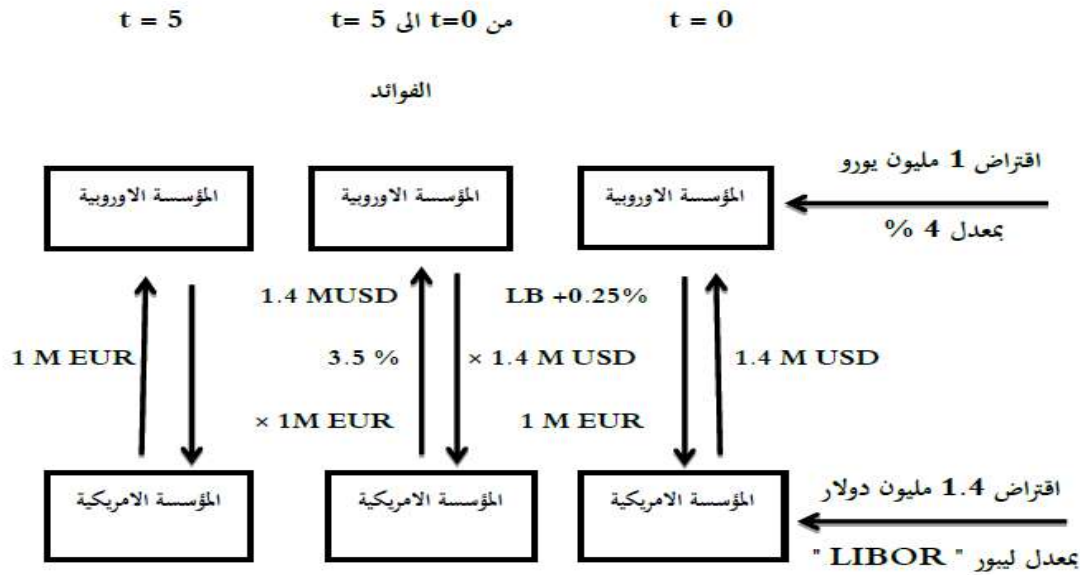 t = 0
من t=0 الى t= 5
t = 5
الفوائد
اقتراض 1 مليون يورو
بمعدل 4 %
المؤسسة الاوروبية
المؤسسة الاوروبية
المؤسسة الاوروبية
LB +0.25%
1.4 MUSD
1.4 M USD
× 1.4 M USD
3.5 %
1 M EUR
1 M EUR
× 1M EUR
اقتراض 1.4 مليون دولار
بمعدل ليبور " LIBOR "
المؤسسة الامريكية
المؤسسة الامريكية
المؤسسة الامريكية